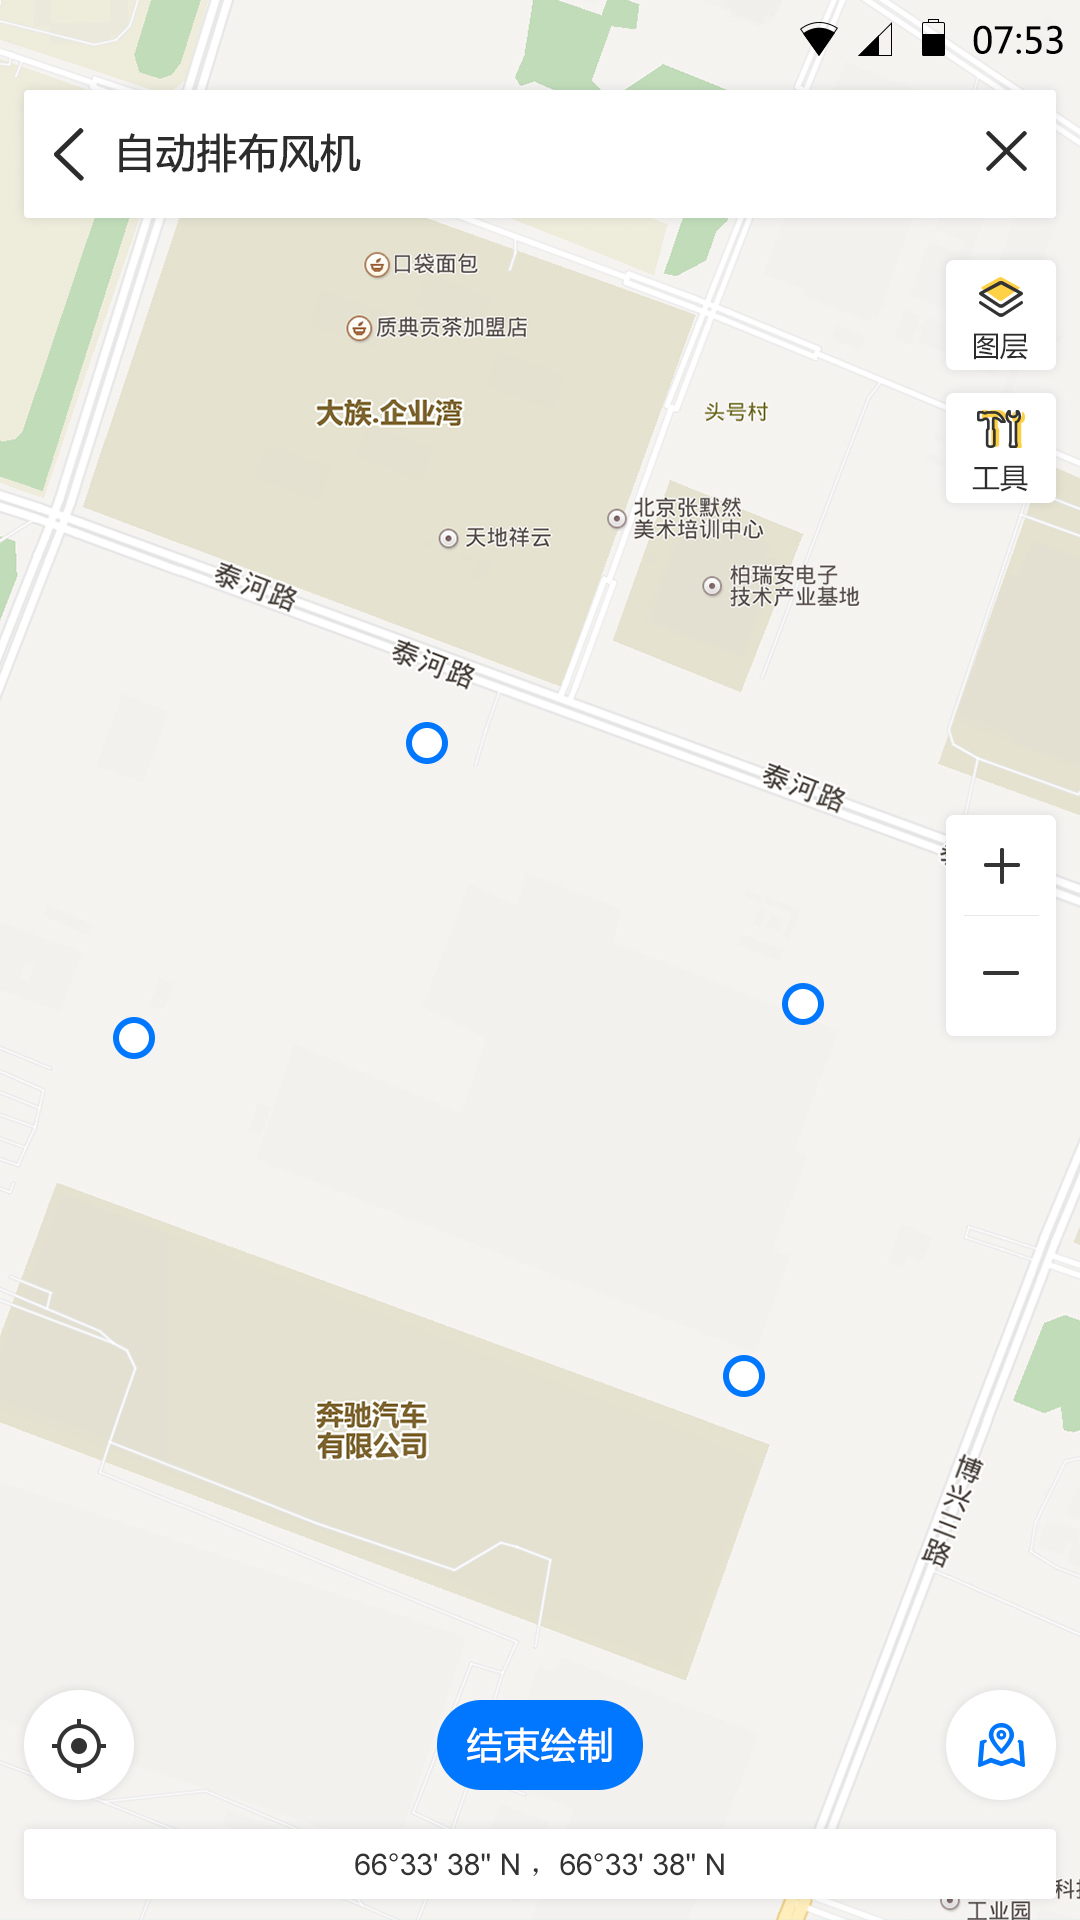 07:53
自动排布风机
口袋面包
图层
质典贡茶加盟店
大族.企业湾
头号村
工具
北京张默然
美术培训中心
天地祥云
柏瑞安电子
技术产业基地
泰河路
泰河路
泰河路
奔驰汽车
有限公司
博兴三路
结束绘制
66°33' 38" N ，66°33' 38" N
工业园